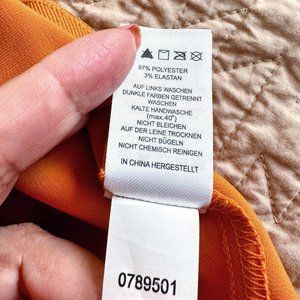 97% POLYESTER
3% ELASTAN
AUF LINKS WASCHEN
DUNKLE FARBEN GETRENNT
WASCHEN
KALTE HANDWÄSCHE
(max.40°)
NICHT BLEICHEN
AUF DER LEINE TROCKNEN
NICHT BÜGELN
NICHT CHEMISCH REINIGEN
IN CHINA HERGESTELLT
0789501